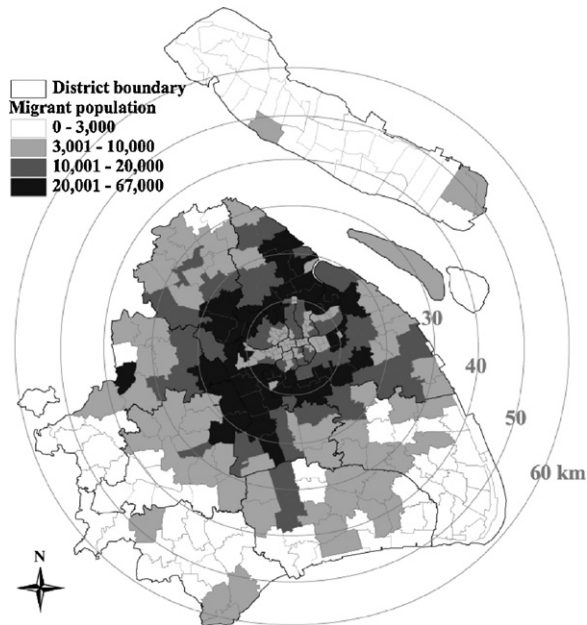 District boundary
Migrant population
0 - 3,000
3,001 - 10,000
10,001 - 20,000
20,001 - 67,000
30
40
50
60 km
N